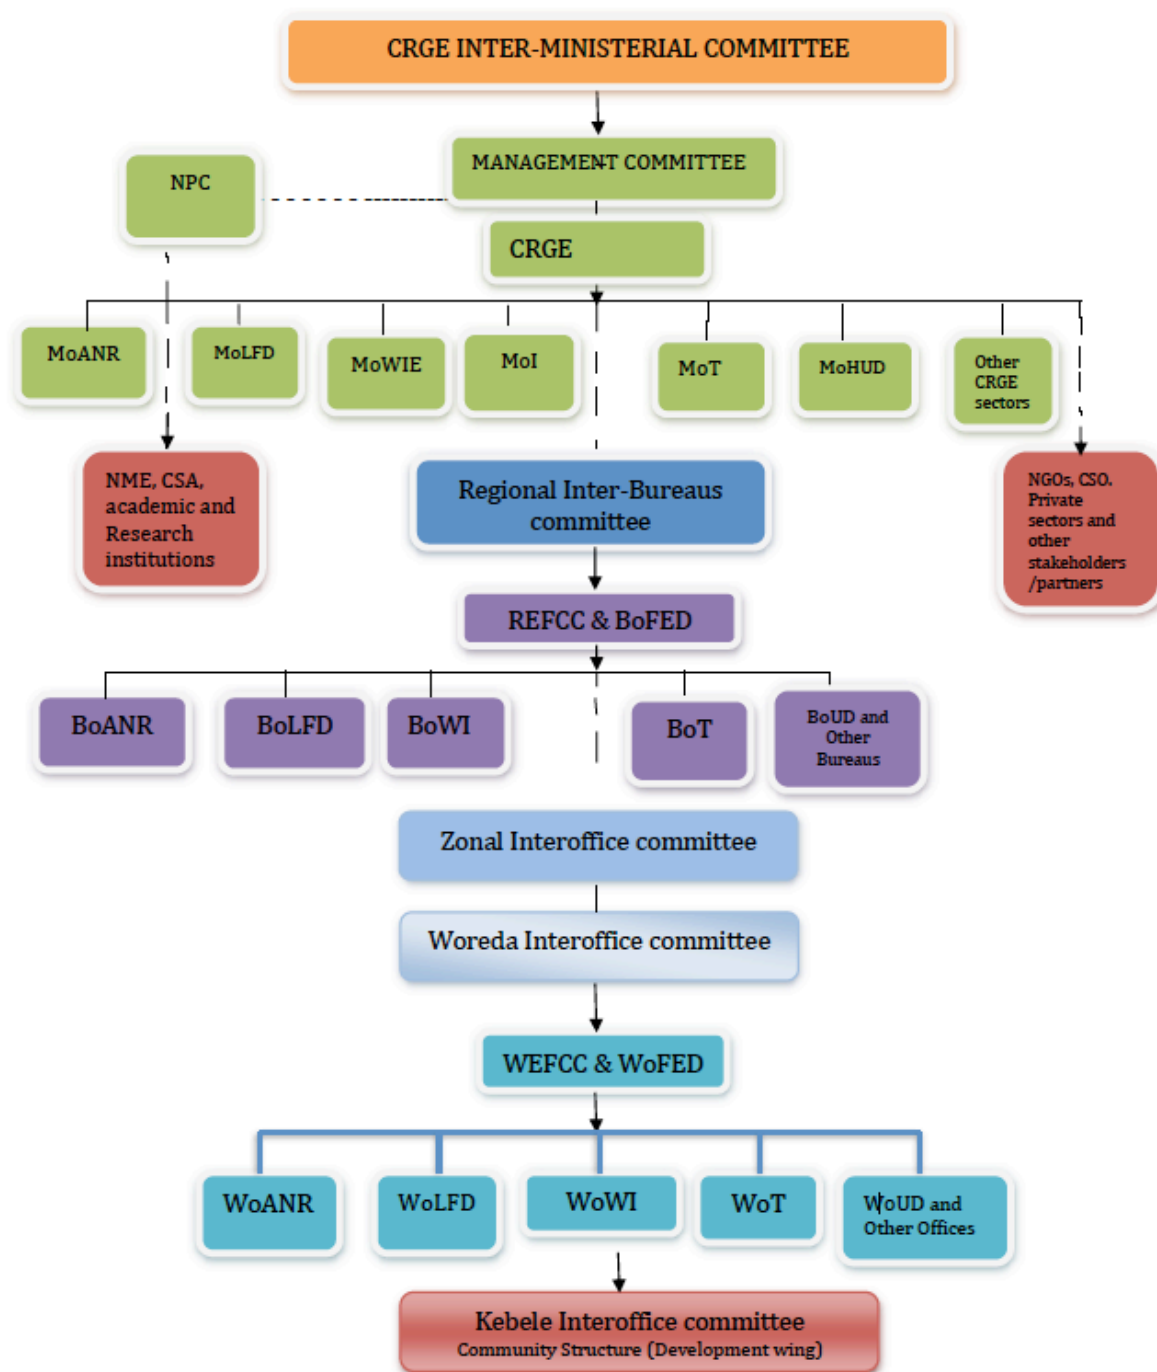 CRGE INTER-MINISTERIAL COMMITTEE
MANAGEMENT COMMITTEE
NPC
CRGE
MoANR
MoLFD
MoWIE
MoI
MoT
MoHUD
Other
CRGE
sectors
NME, CSA,
academic and
Research
institutions
Regional Inter-Bureaus
committee
NGOs, CSO.
Private
sectors and
other
stakeholders
/partners
REFCC & BoFED
BoANR
BoLFD
BoWI
BoT
BoUD and
Other
Bureaus
Zonal Interoffice committee
Woreda Interoffice committee
WEFCC & WoFED
WoANR
WoLFD
WoWI
WoT
WoUD and
Other Offices
Kebele Interoffice committee
Community Structure (Development wing)